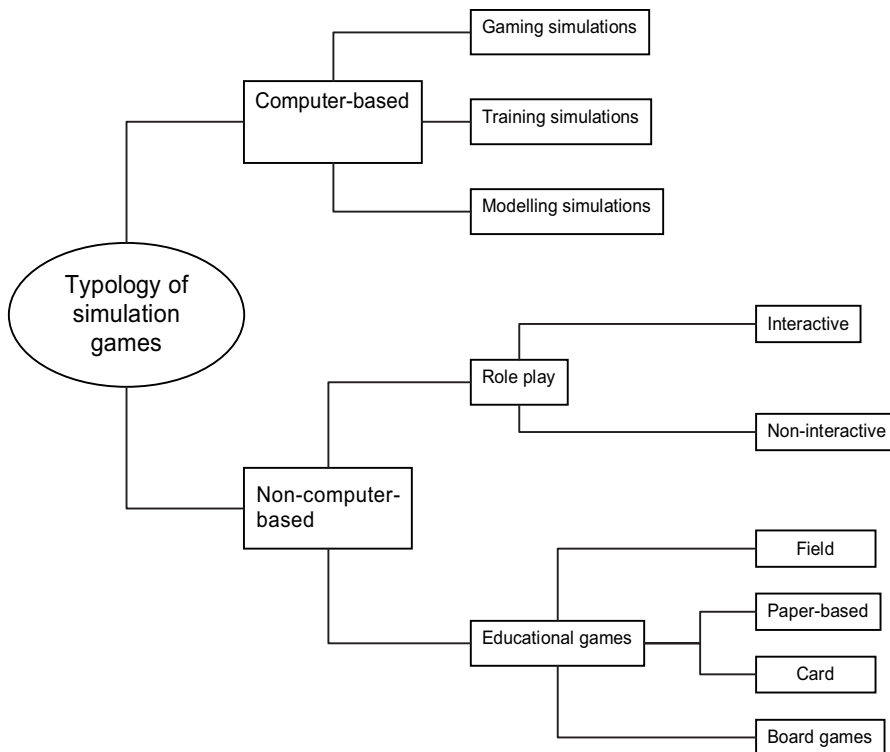 Gaming simulations
Computer-based
Training simulations
Modelling simulations
Typology of
simulation
games
Interactive
Role play
Non-interactive
Non-computer-
based
Field
Paper-based
Educational games
Card
Board games